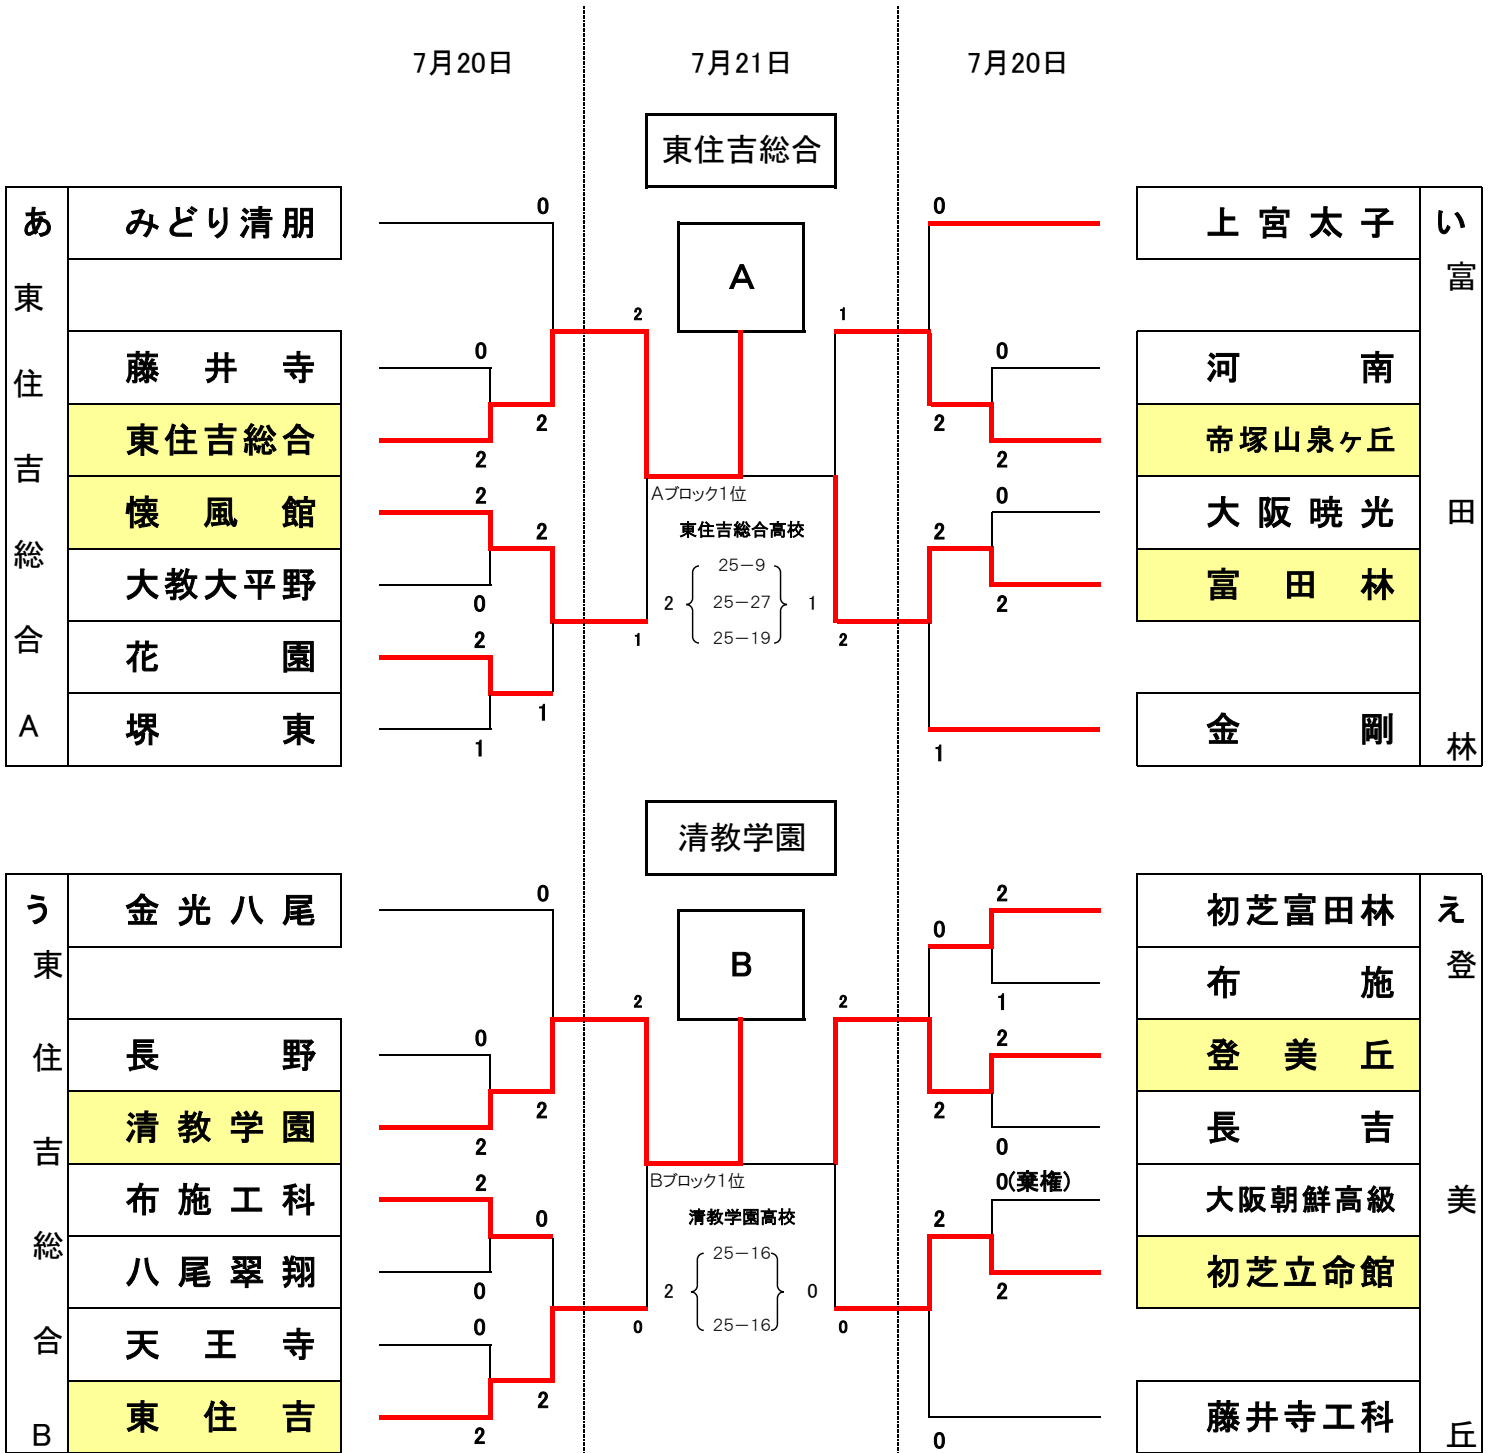 7月20日 7月21日 7月20日
東住吉総合
あ 東住吉総合A
みどり清朋 0
藤井寺 0
東住吉総合 2
2
懐風館 2
大教大平野 0
2
花園 2
堺東 1
1
2
1
A
1
2
Aブロック1位
東住吉総合高校
25-9
2 25-27 1
25-19
い 富田林
0 上宮太子
0 河南
2 帝塚山泉ヶ丘
2
0 大阪暁光
2 富田林
2
1 金剛
清教学園
う 東住吉総合B
金光八尾 0
長野 0
清教学園 2
2
布施工科 2
八尾翠翔 0
0
天王寺 0
東住吉 2
2
2
0
B
2
0
Bブロック1位
清教学園高校
25-16
2 0
25-16
え 登美丘
2 初芝富田林
1 布施
0
2 登美丘
0 長吉
2
0(棄権) 大阪朝鮮高級
2 初芝立命館
2
0 藤井寺工科